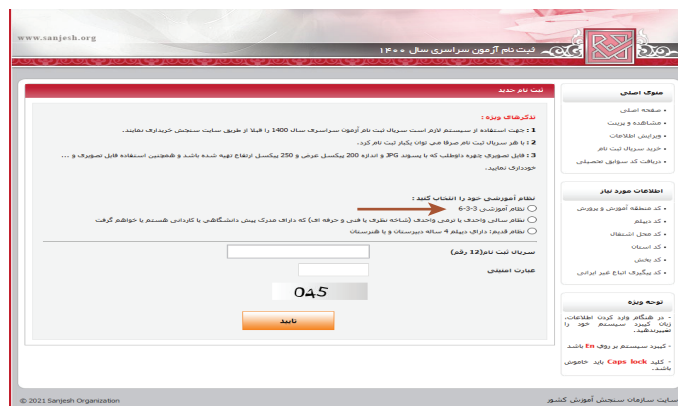 www.sanjesh.org
ثبت نام آزمون سراسری سال ۱۴۰۰
منوی اصلی
• صفحه اصلی
• مشاهده و پرینت
• ویرایش اطلاعات
• خرید سریال ثبت نام
• دریافت کد سوابق تحصیلی
اطلاعات مورد نیاز
• کد منطقه آموزش و پرورش
• کد دیپلم
• کد محل اشتغال
• کد استان
• کد بخش
• کد پیگیری اتباع غیر ایرانی
توجه ویژه
- در هنگام وارد کردن اطلاعات،
زبان کیبرد سیستم خود را
تغییرندهید.
- کیبرد سیستم بر روی En باشد
- کلید Caps lock باید خاموش
باشد.
ثبت نام جدید
تذکرهای ویژه :
1 : جهت استفاده از سیستم لازم است سریال ثبت نام آزمون سراسری سال 1400 را قبلا از طریق سایت سنجش خریداری نمایند.
2 : با هر سریال ثبت نام صرفا می توان یکبار ثبت نام کرد.
3 : فایل تصویری چهره داوطلب که با پسوند JPG و اندازه 200 پیکسل عرض و 250 پیکسل ارتفاع تهیه شده باشد و همچنین استفاده فایل تصویری و ...
خودداری نمایید.
نظام آموزشی خود را انتخاب کنید :
نظام آموزشی 3-3-6
نظام سالی واحدی یا ترمی واحدی (شاخه نظری یا فنی و حرفه ای) که دارای مدرک پیش دانشگاهی یا کاردانی هستم یا خواهم گرفت
نظام قدیم: دارای دیپلم 4 ساله دبیرستان و یا هنرستان
سریال ثبت نام(12 رقم)
عبارت امنیتی
045
تایید
سایت سازمان سنجش آموزش کشور
© 2021 Sanjesh Organization